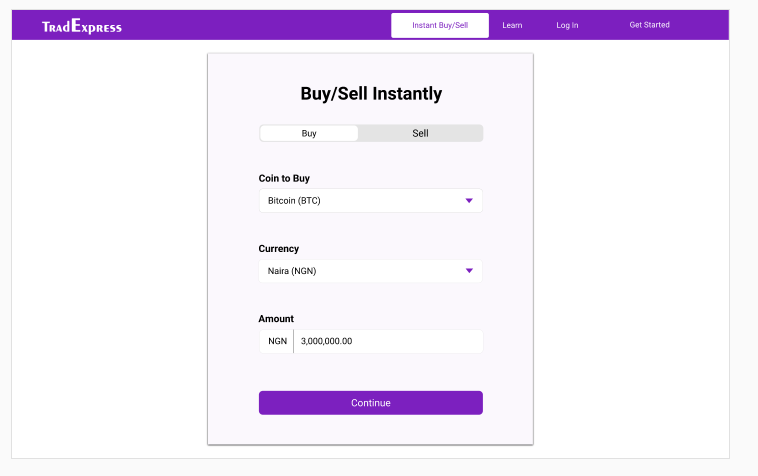 TradExpress
Instant Buy/Sell
Learn
Log In
Get Started
Buy/Sell Instantly
Buy
Sell
Coin to Buy
Bitcoin (BTC)
Currency
Naira (NGN)
Amount
NGN
3,000,000.00
Continue